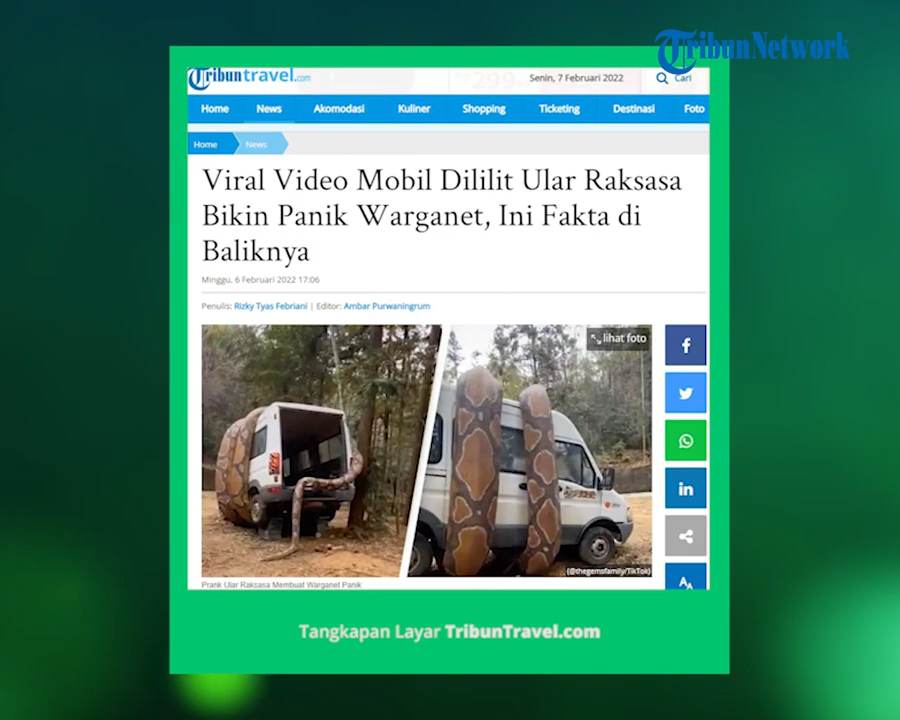 TribunNetwork
Tribuntravel.com
Senin, 7 Februari 2022
Cari
Home News Akomodasi Kuliner Shopping Ticketing Destinasi Foto
Home News
Viral Video Mobil Dililit Ular Raksasa
Bikin Panik Warganet, Ini Fakta di
Baliknya
Minggu, 6 Februari 2022 17:06
Penulis: Rizky Tyas Febriani | Editor: Ambar Purwaningrum
lihat foto
(@thegemsfamily/TikTok)
in
AA
Prank Ular Raksasa Membuat Warganet Panik
Tangkapan Layar TribunTravel.com